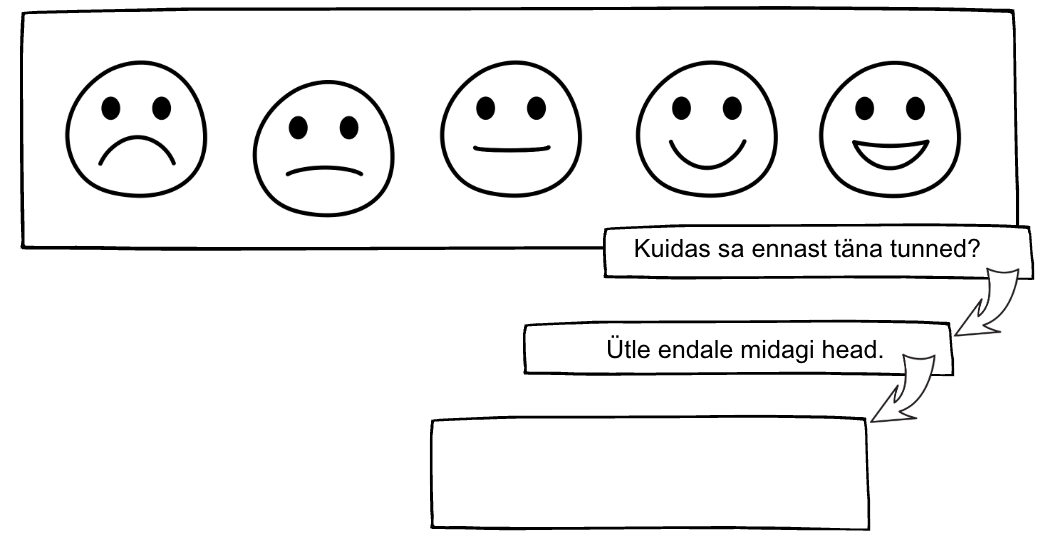 Kuidas sa ennast täna tunned?
Ütle endale midagi head.